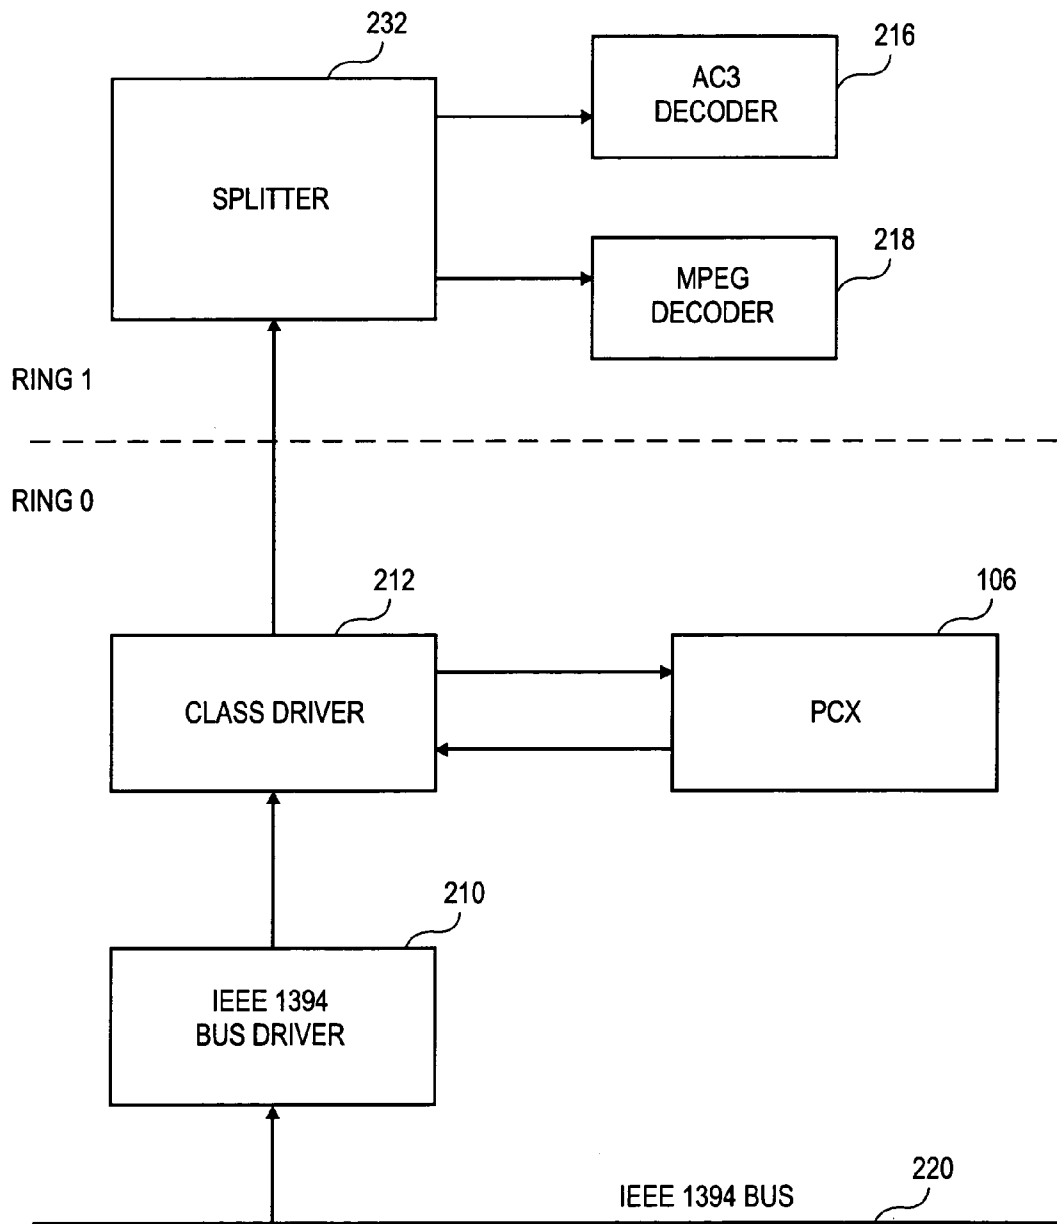 232
216
AC3
DECODER
SPLITTER
218
MPEG
DECODER
RING 1
RING 0
212
106
CLASS DRIVER
PCX
210
IEEE 1394
BUS DRIVER
IEEE 1394 BUS
220